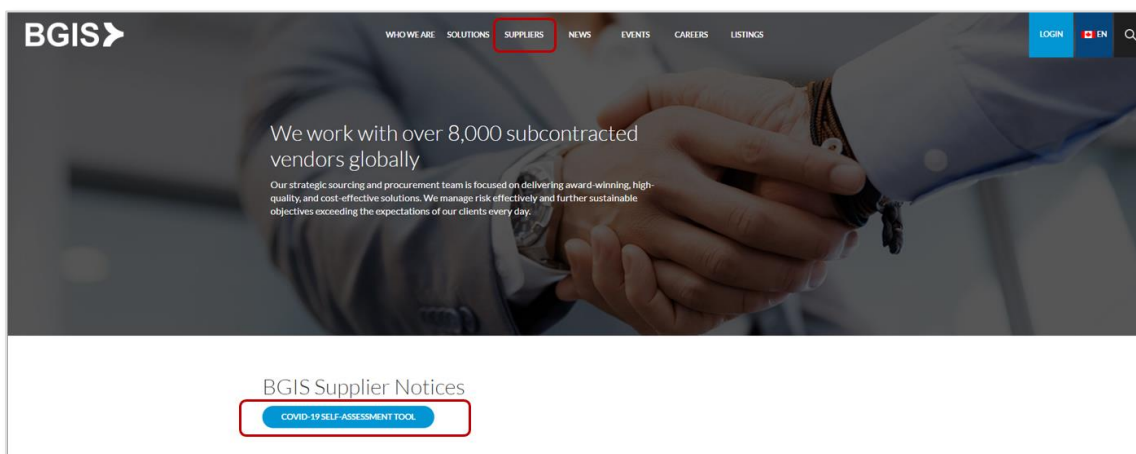 BGIS
WHO WE ARE SOLUTIONS SUPPLIERS NEWS EVENTS CAREERS LISTINGS
LOGIN EN
We work with over 8,000 subcontracted
vendors globally
Our strategic sourcing and procurement team is focused on delivering award-winning, high-
quality, and cost-effective solutions. We manage risk effectively and further sustainable
objectives exceeding the expectations of our clients every day.
BGIS Supplier Notices
COVID-19 SELF-ASSESSMENT TOOL